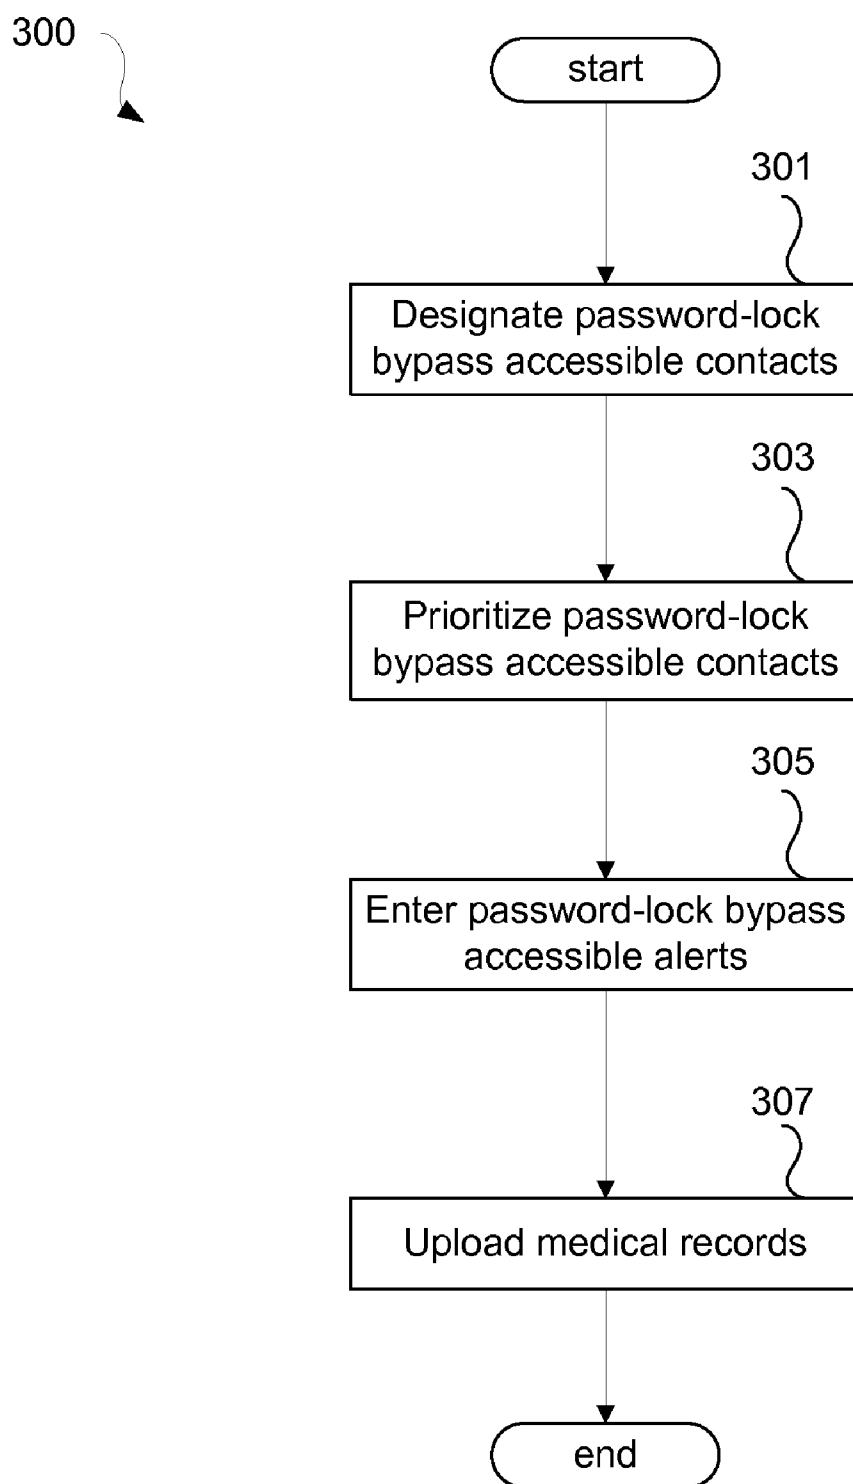 300
start
301
Designate password-lock
bypass accessible contacts
303
Prioritize password-lock
bypass accessible contacts
305
Enter password-lock bypass
accessible alerts
307
Upload medical records
end